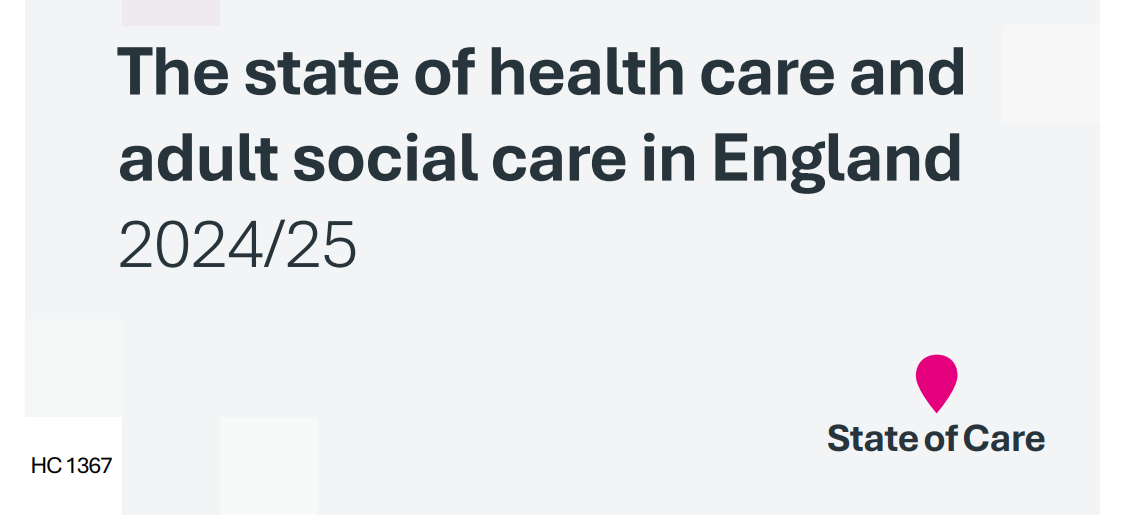 The state of health care and
adult social care in England
2024/25
State of Care
HC 1367